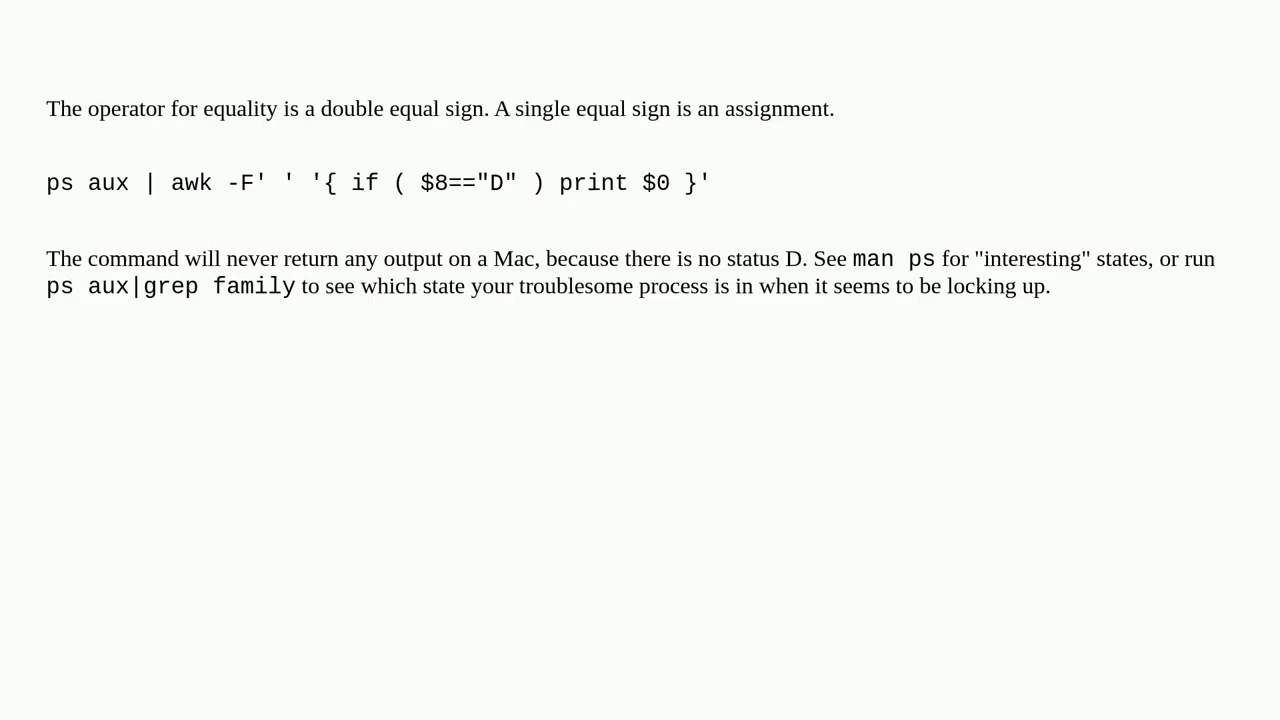 The operator for equality is a double equal sign. A single equal sign is an assignment.
ps aux | awk -F' ' '{ if ( $8=="D" ) print $0 }'
The command will never return any output on a Mac, because there is no status D. See man ps for "interesting" states, or run
ps aux|grep family to see which state your troublesome process is in when it seems to be locking up.